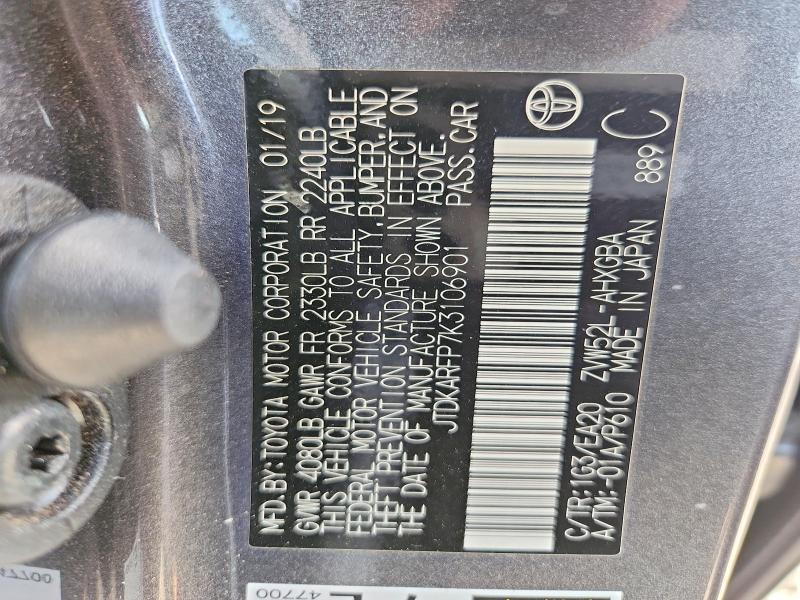 MFD.BY:TOYOTA MOTOR CORPORATION 01/19
GVWR 4080LB GAWR FR 2330LB RR 2240LB
THIS VEHICLE CONFORMS TO ALL APPLICABLE
FEDERAL MOTOR VEHICLE SAFETY,BUMPER,AND
THEFT PREVENTION STANDARDS IN EFFECT ON
THE DATE OF MANUFACTURE SHOWN ABOVE.
JTDKARFP7K3106901 PASS.CAR
C/TR:1G3/EA20 ZVW52L-AHXGBA
A/TM:-01A/P610 MADE IN JAPAN
889 C
47700